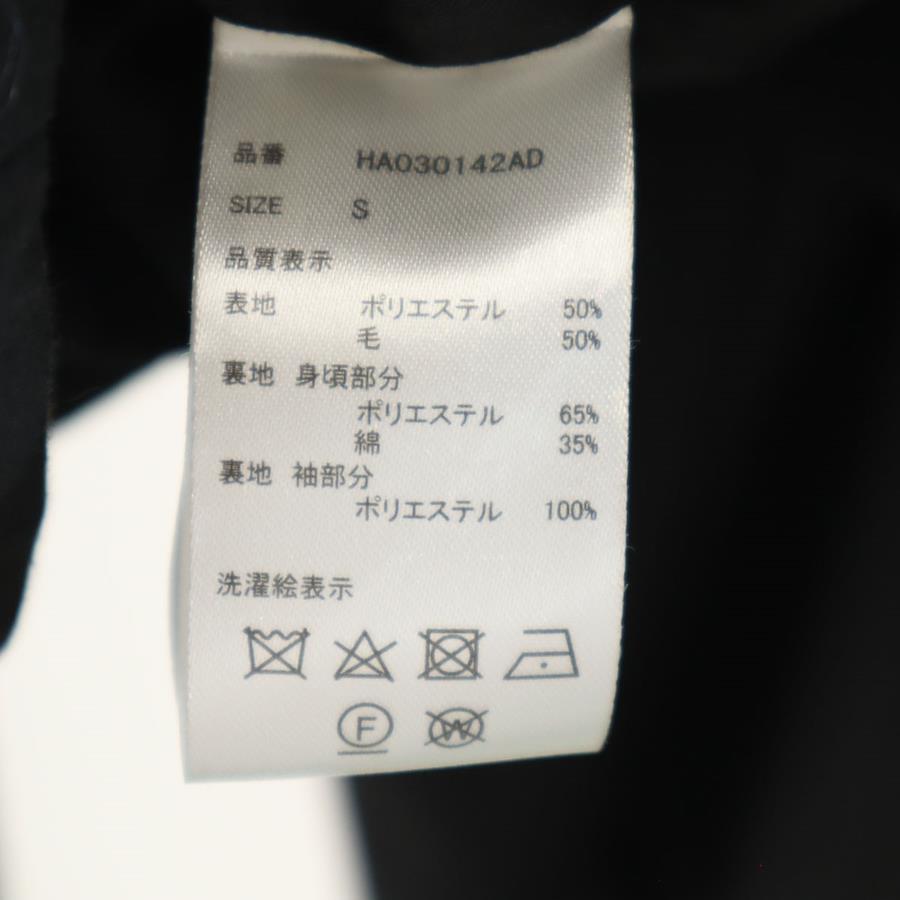 品番 HA030142AD
SIZE S
品質表示
表地 ポリエステル 50%
毛 50%
裏地 身頃部分
ポリエステル 65%
綿 35%
裏地 袖部分
ポリエステル 100%
洗濯絵表示
F W